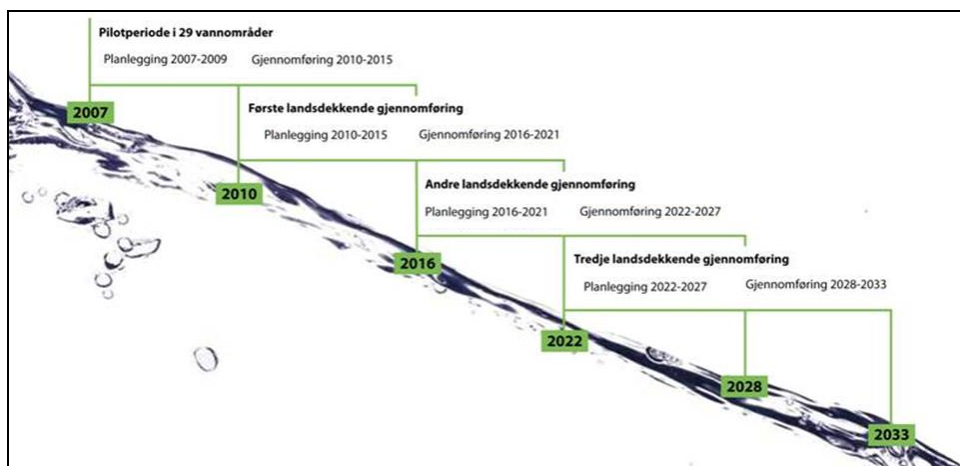 Pilotperiode i 29 vannområder
Planlegging 2007-2009 Gjennomføring 2010-2015
2007
Første landsdekkende gjennomføring
Planlegging 2010-2015 Gjennomføring 2016-2021
2010
Andre landsdekkende gjennomføring
Planlegging 2016-2021 Gjennomføring 2022-2027
2016
Tredje landsdekkende gjennomføring
Planlegging 2022-2027 Gjennomføring 2028-2033
2022
2028
2033